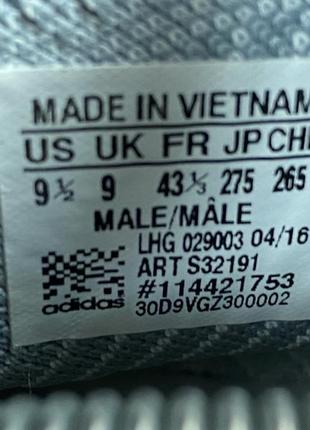 MADE IN VIETNAM
US UK FR JP CH
9½ 9 43⅓ 275 265
MALE/MÂLE
LHG 029003 04/16
ART S32191
#114421753
adidas 30D9VGZ300002